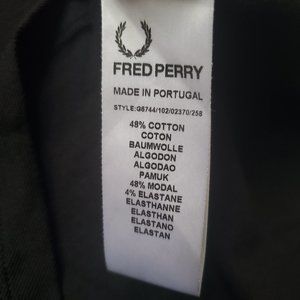 FRED PERRY
MADE IN PORTUGAL
STYLE:G6744/102/02370/258
48% COTTON
COTON
BAUMWOLLE
ALGODON
ALGODAO
PAMUK
48% MODAL
4% ELASTANE
ELASTHANNE
ELASTHAN
ELASTANO
ELASTAN